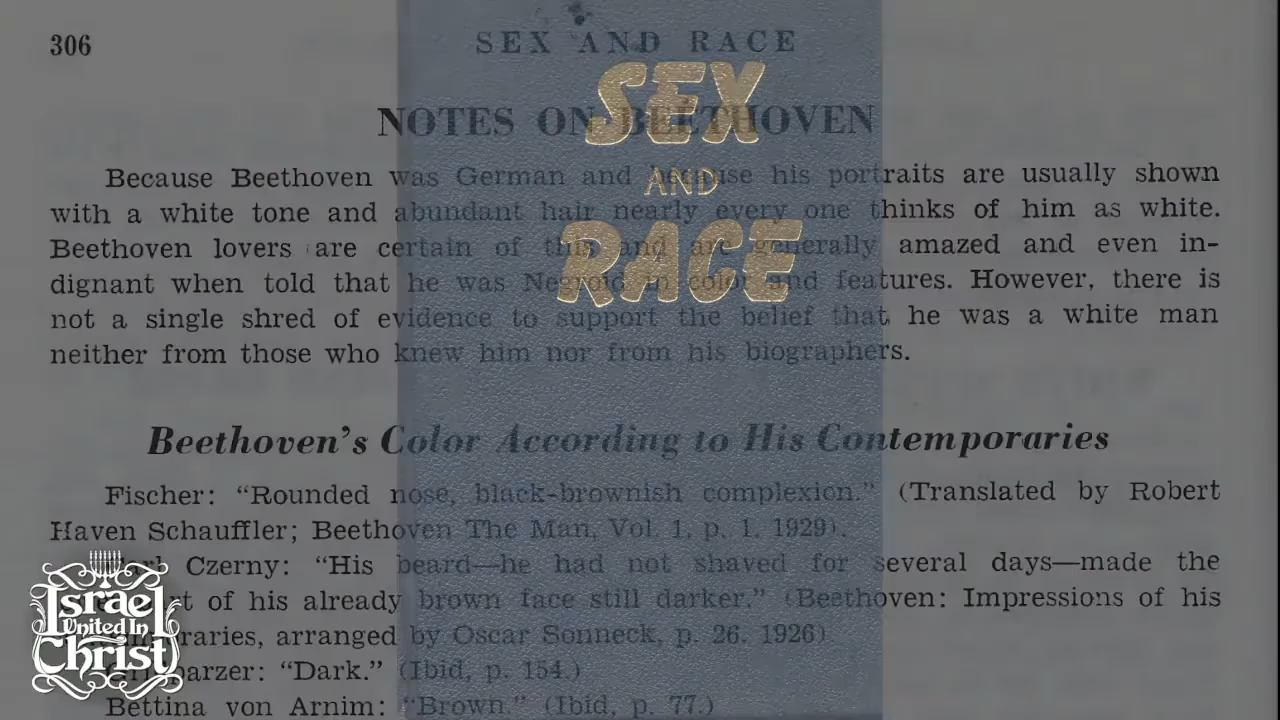 306
SEX AND RACE
SEX
AND
RACE
NOTES ON BEETHOVEN
Because Beethoven was German and because his portraits are usually shown
with a white tone and abundant hair nearly every one thinks of him as white.
Beethoven lovers are certain of this and are generally amazed and even in-
dignant when told that he was Negroid in color and features. However, there is
not a single shred of evidence to support the belief that he was a white man
neither from those who knew him nor from his biographers.
Beethoven's Color According to His Contemporaries
Fischer: "Rounded nose, black-brownish complexion." (Translated by Robert
Haven Schauffler; Beethoven The Man, Vol. 1, p. 1. 1929).
Czerny: "His beard—he had not shaved for several days—made the
of his already brown face still darker." (Beethoven: Impressions of his
arranged by Oscar Sonneck, p. 26. 1926)
"Dark." (Ibid, p. 154.)
Bettina von Arnim: "Brown." (Ibid, p. 77.)
Israel
United In
Christ